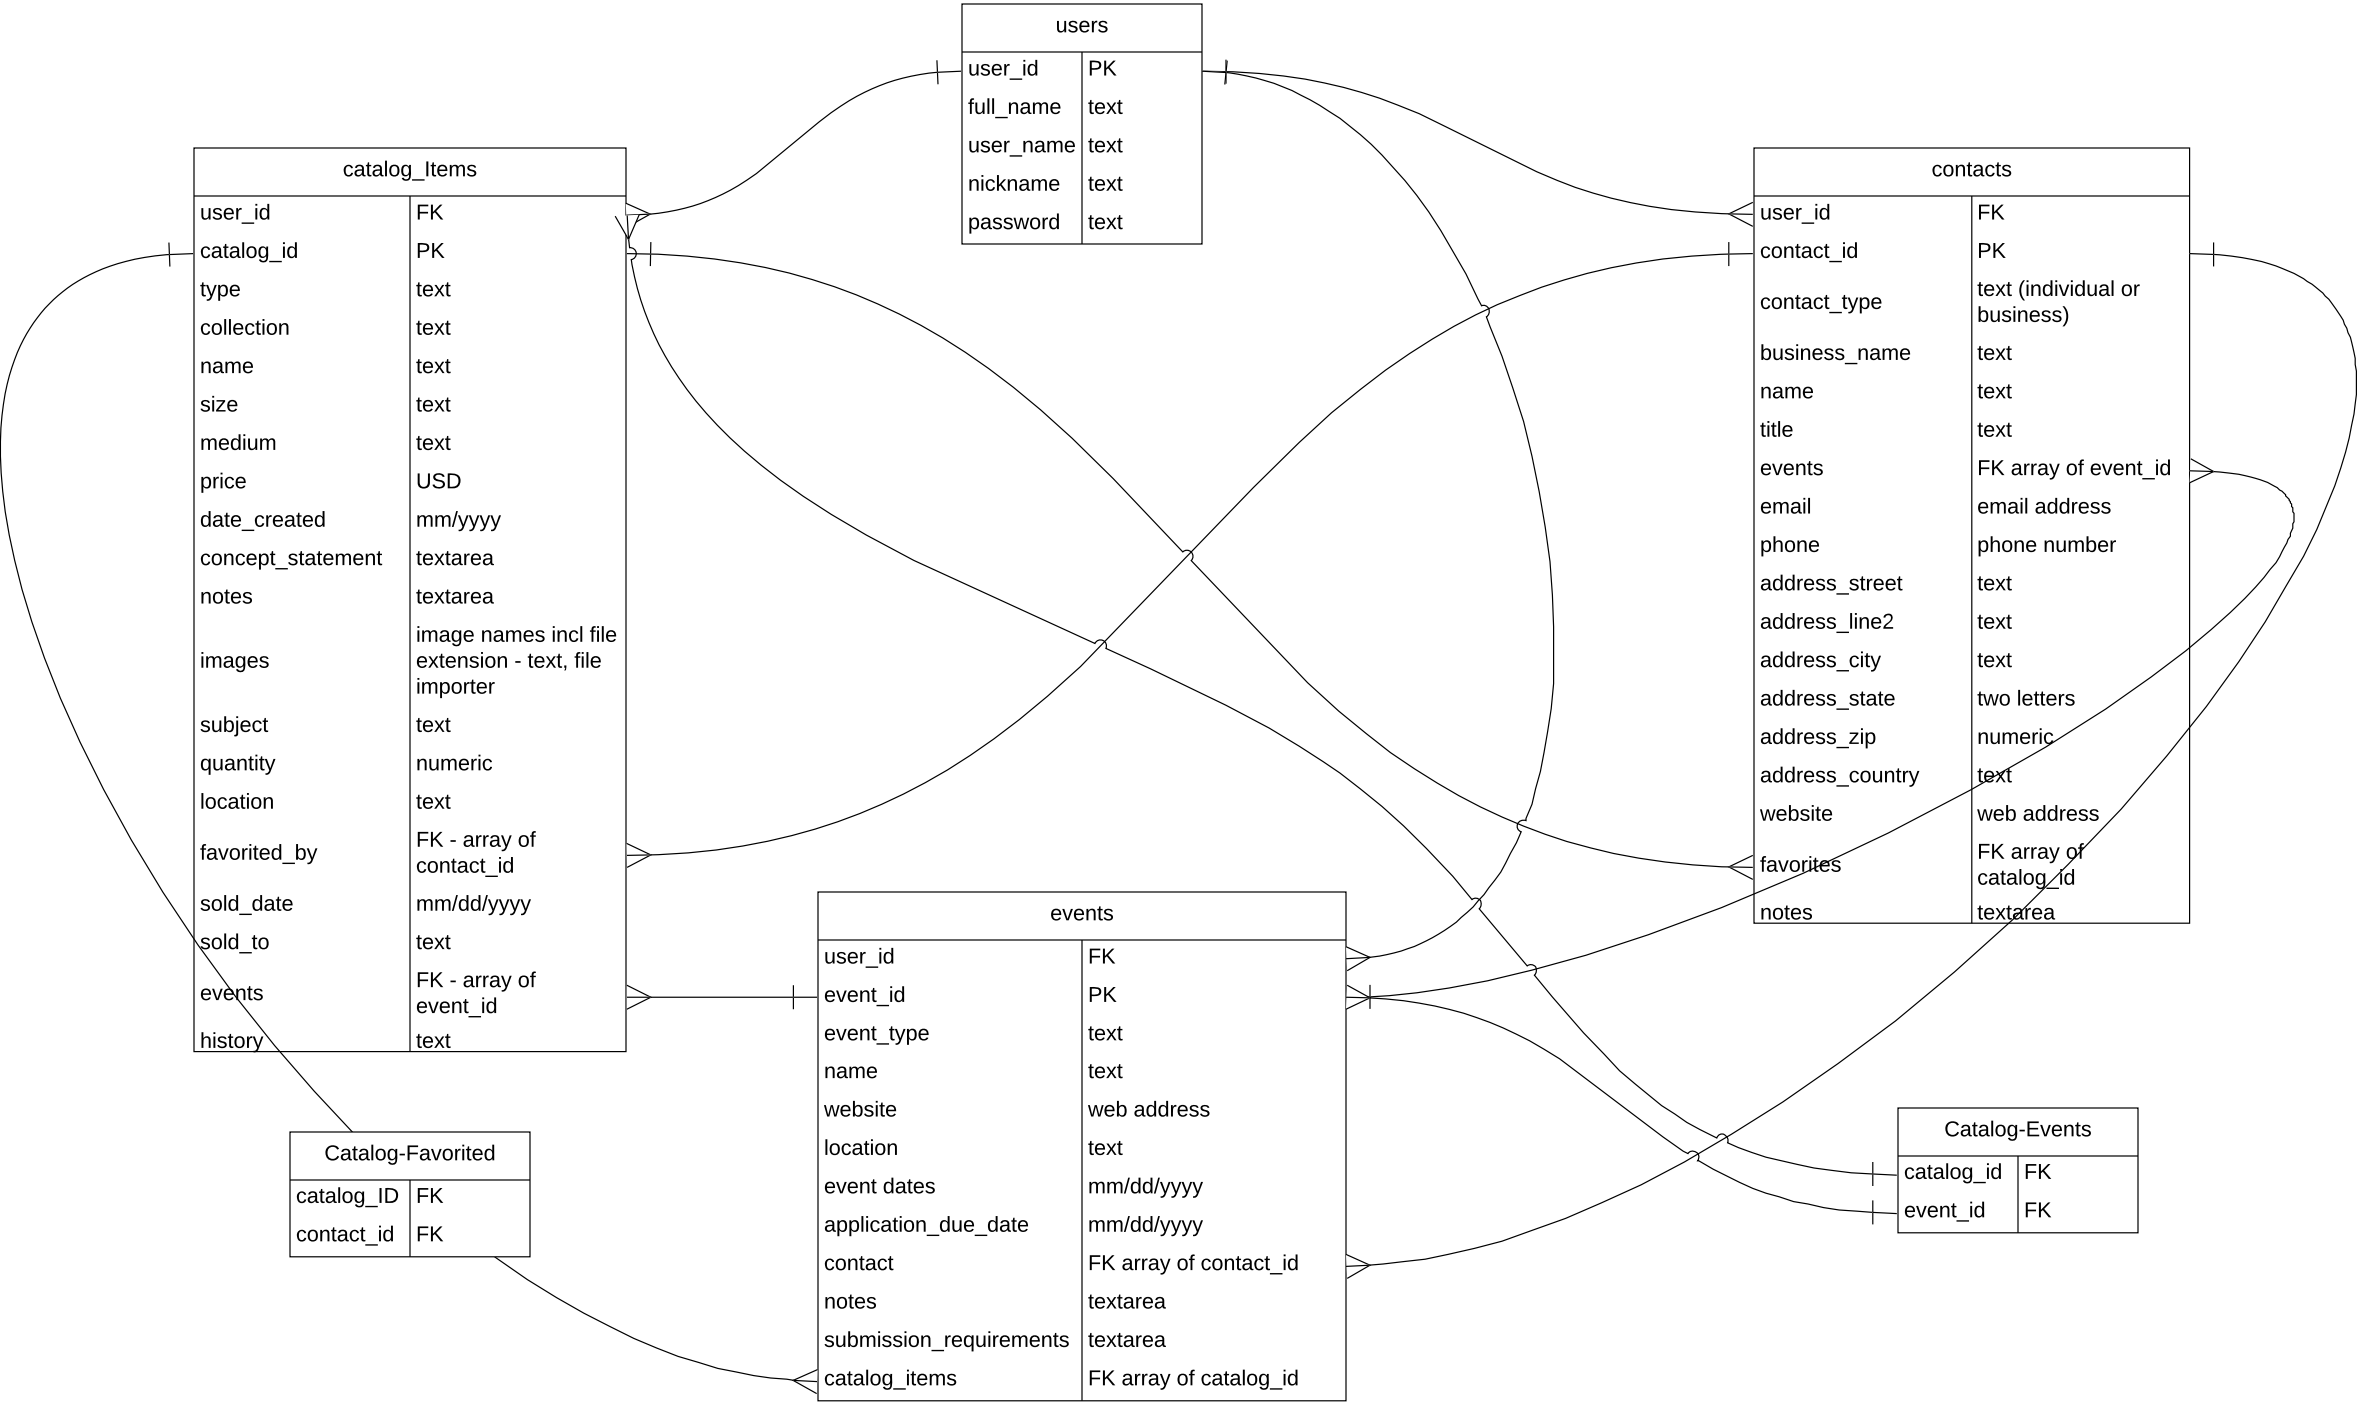 users
user_id PK
full_name text
user_name text
nickname text
password text
catalog_Items
user_id FK
catalog_id PK
type text
collection text
name text
size text
medium text
price USD
date_created mm/yyyy
concept_statement textarea
notes textarea
images image names incl file
extension - text, file
importer
subject text
quantity numeric
location text
favorited_by FK - array of
contact_id
sold_date mm/dd/yyyy
sold_to text
events FK - array of
event_id
history text
contacts
user_id FK
contact_id PK
contact_type text (individual or
business)
business_name text
name text
title text
events FK array of event_id
email email address
phone phone number
address_street text
address_line2 text
address_city text
address_state two letters
address_zip numeric
address_country text
website web address
favorites FK array of
catalog_id
notes textarea
events
user_id FK
event_id PK
event_type text
name text
website web address
location text
event dates mm/dd/yyyy
application_due_date mm/dd/yyyy
contact FK array of contact_id
notes textarea
submission_requirements textarea
catalog_items FK array of catalog_id
Catalog-Favorited
catalog_ID FK
contact_id FK
Catalog-Events
catalog_id FK
event_id FK